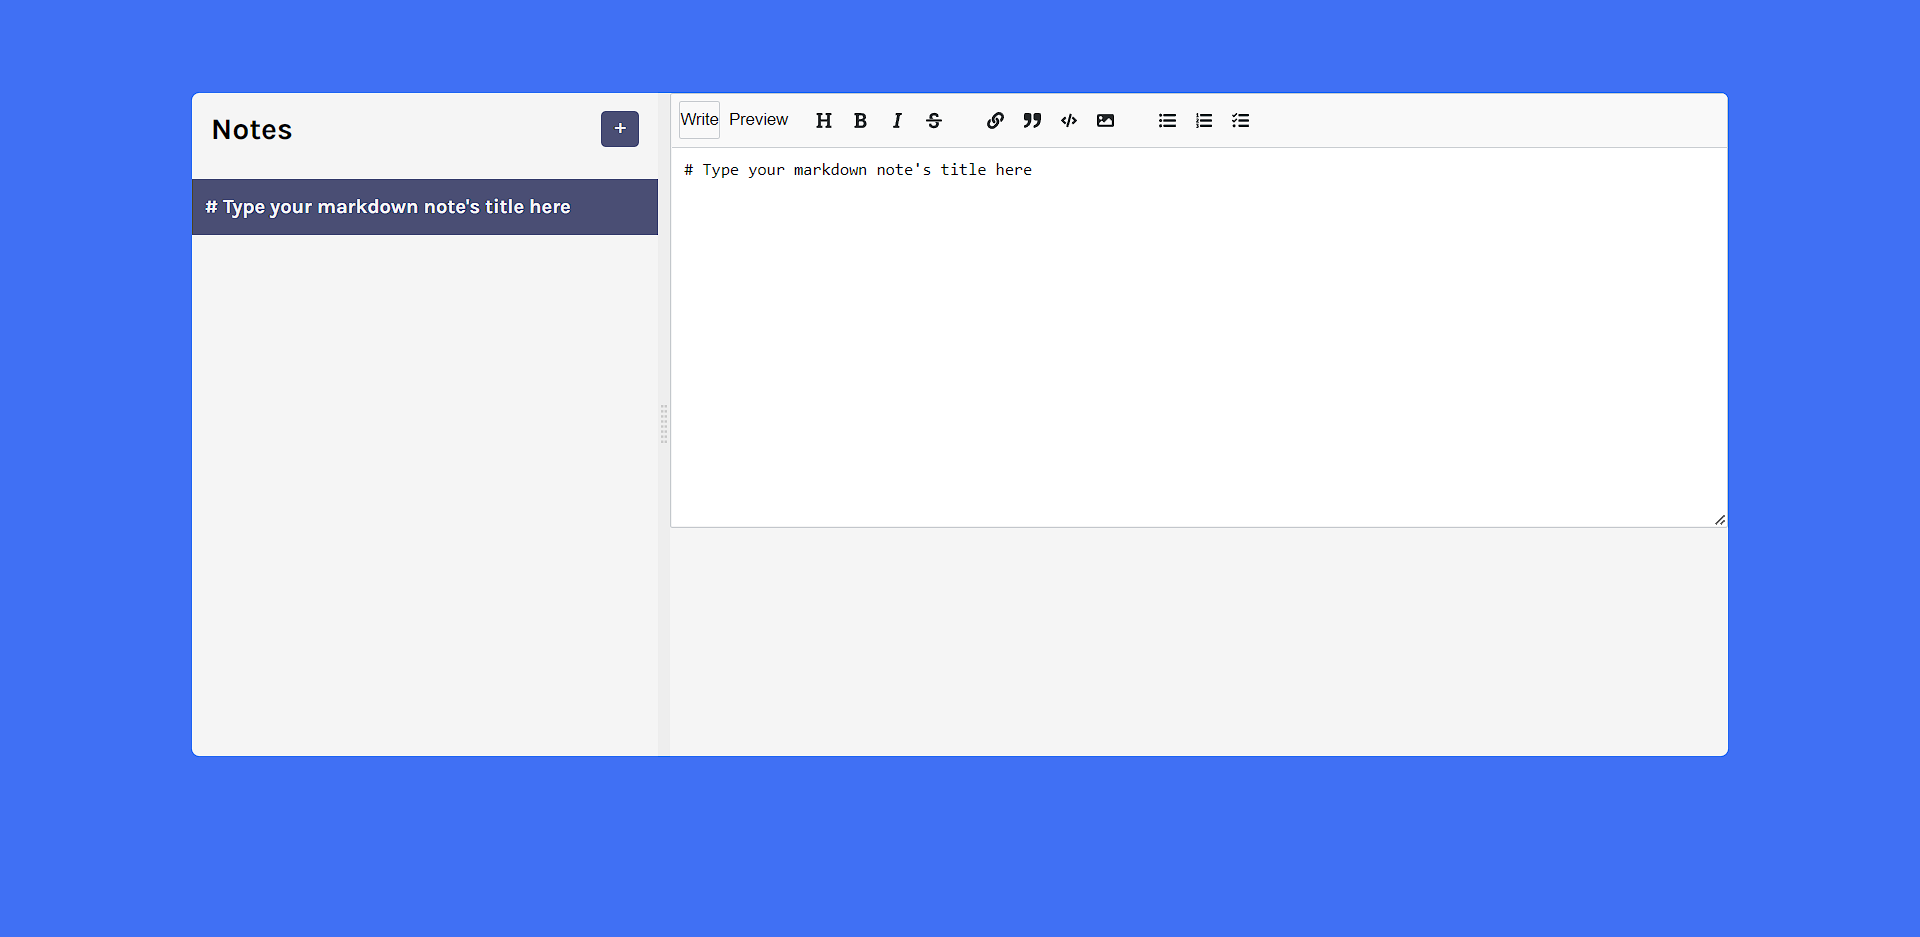 Notes
+
# Type your markdown note's title here
Write Preview H B I S
# Type your markdown note's title here